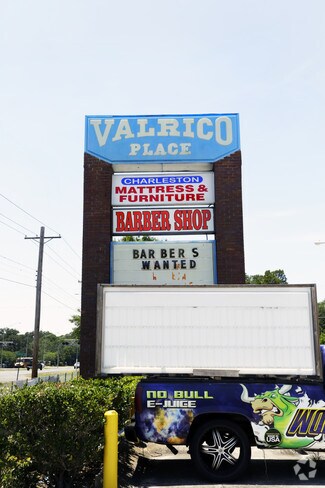 VALRICO
PLACE
CHARLESTON
MATTRESS &
FURNITURE
BARBER SHOP
BARBERS
WANTED
NO BULL
E-JUICE
USA